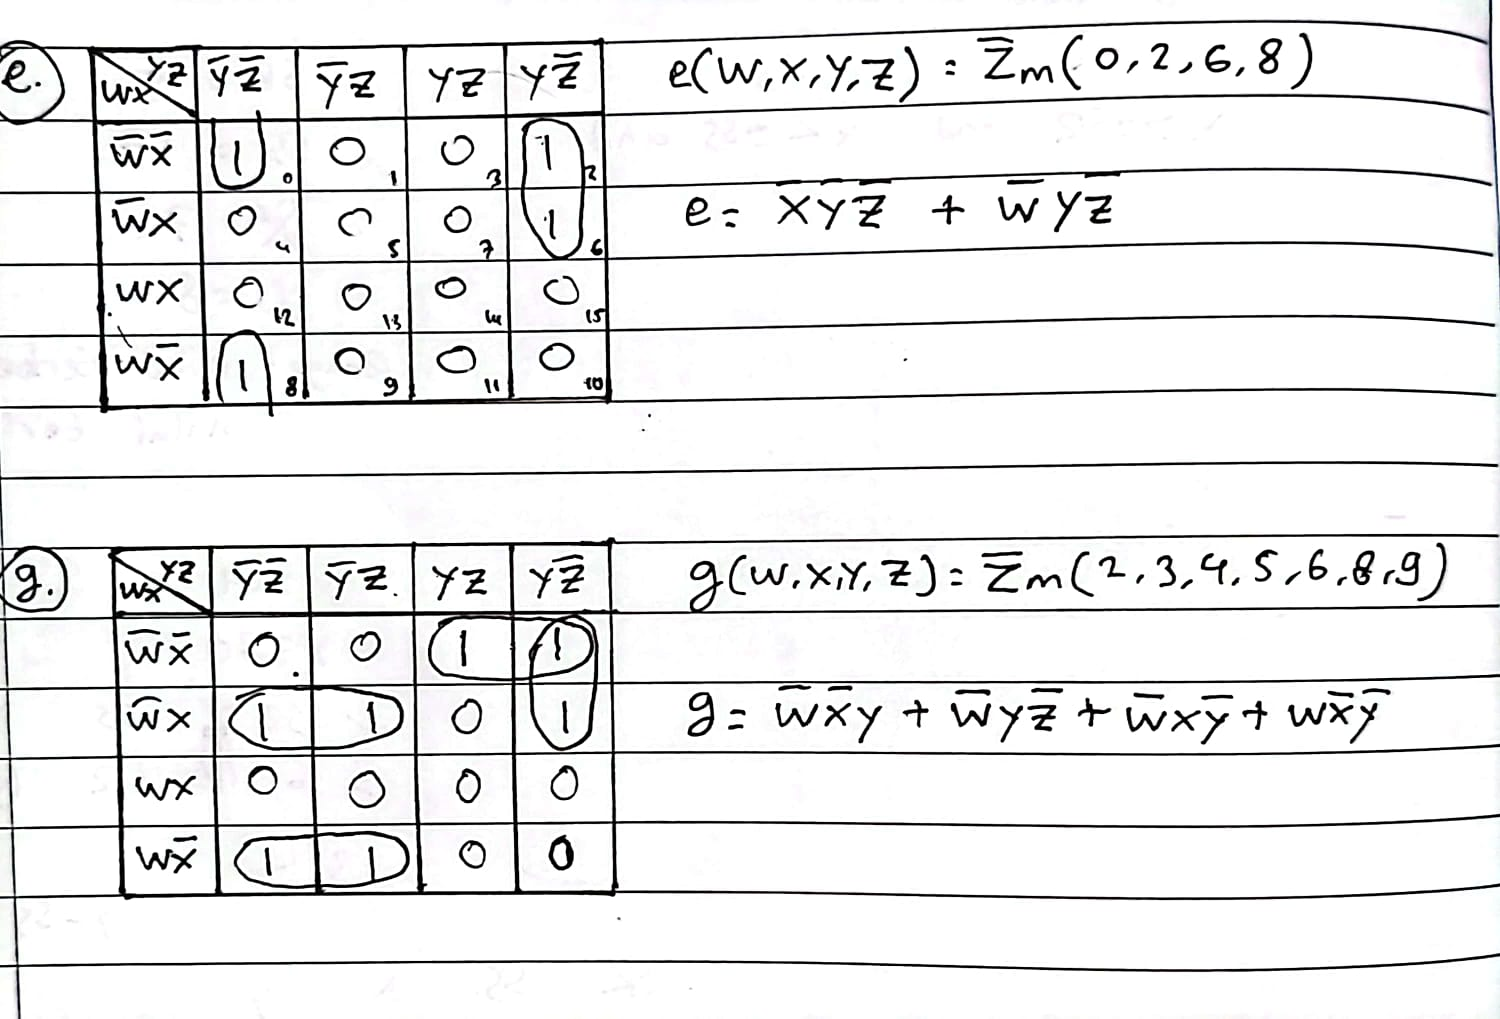 e. WX YZ ȲZ̄ ȲZ YZ YZ̄ e(W,X,Y,Z) = Σm(0,2,6,8)
W̄X̄ 1 0 0 0 1 1 0 3 1 2
W̄X 0 4 0 5 0 7 1 6 e = X̄ȲZ̄ + W̄YZ̄
WX 0 12 0 13 0 14 0 15
WX̄ 1 8 0 9 0 11 0 10
g. WX YZ ȲZ̄ ȲZ. YZ YZ̄ g(W,X,Y,Z) = Σm(2,3,4,5,6,8,9)
W̄X̄ 0 0 1 1
W̄X 1 1 0 1 g = W̄X̄Y + W̄YZ̄ + W̄XȲ + WX̄Ȳ
WX 0 0 0 0
WX̄ 1 1 0 0